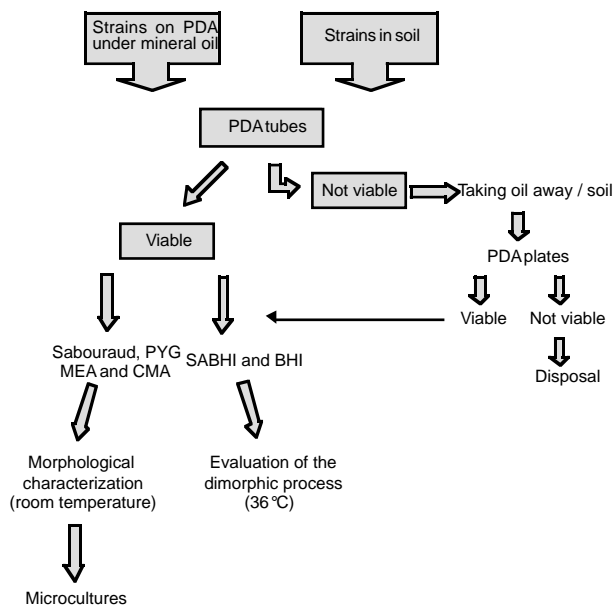 Strains on PDA
under mineral oil
Strains in soil
PDA tubes
Not viable
Taking oil away / soil
Viable
PDA plates
Viable
Not viable
Disposal
Sabouraud, PYG
MEA and CMA
SABHI and BHI
Morphological
characterization
(room temperature)
Evaluation of the
dimorphic process
(36 °C)
Microcultures